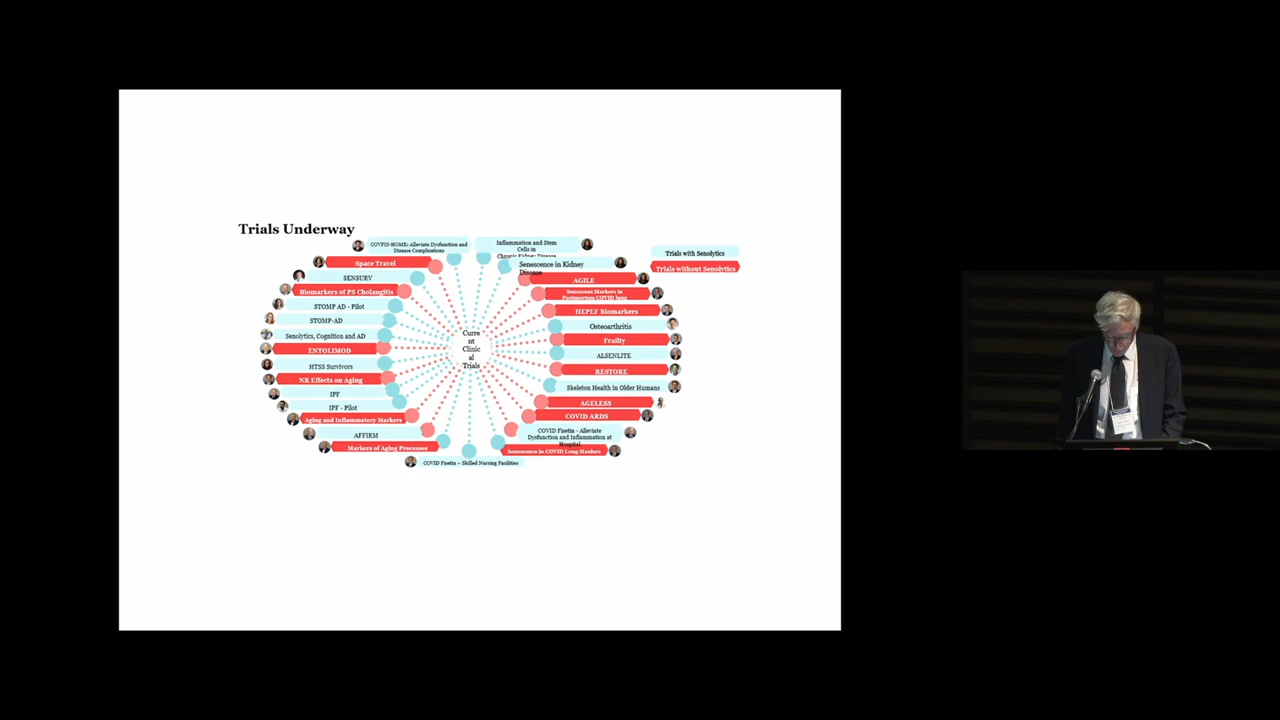 Trials Underway
COVFIS-HOME: Alleviate Dysfunction and
Disease Complications
Space Travel
SENSURV
Biomarkers of PS Cholangitis
STOMP AD - Pilot
STOMP-AD
Senolytics, Cognition and AD
ENTOLIMOD
HTSS Survivors
NR Effects on Aging
IPF
IPF - Pilot
Aging and Inflammatory Markers
AFFIRM
Markers of Aging Processes
COVID Fisetin – Skilled Nursing Facilities
Curre
nt
Clinic
al
Trials
Inflammation and Stem
Cells in
Chronic Kidney Disease
Senescence in Kidney
Disease
AGILE
Senescent Markers in
Postmortem COVID lung
HEPEF Biomarkers
Osteoarthritis
Frailty
ALSENLITE
RESTORE
Skeleton Health in Older Humans
AGELESS
COVID ARDS
COVID Fisetin - Alleviate
Dysfunction and Inflammation at
Hospital
Senescence in COVID Long-Haulers
Trials with Senolytics
Trials without Senolytics